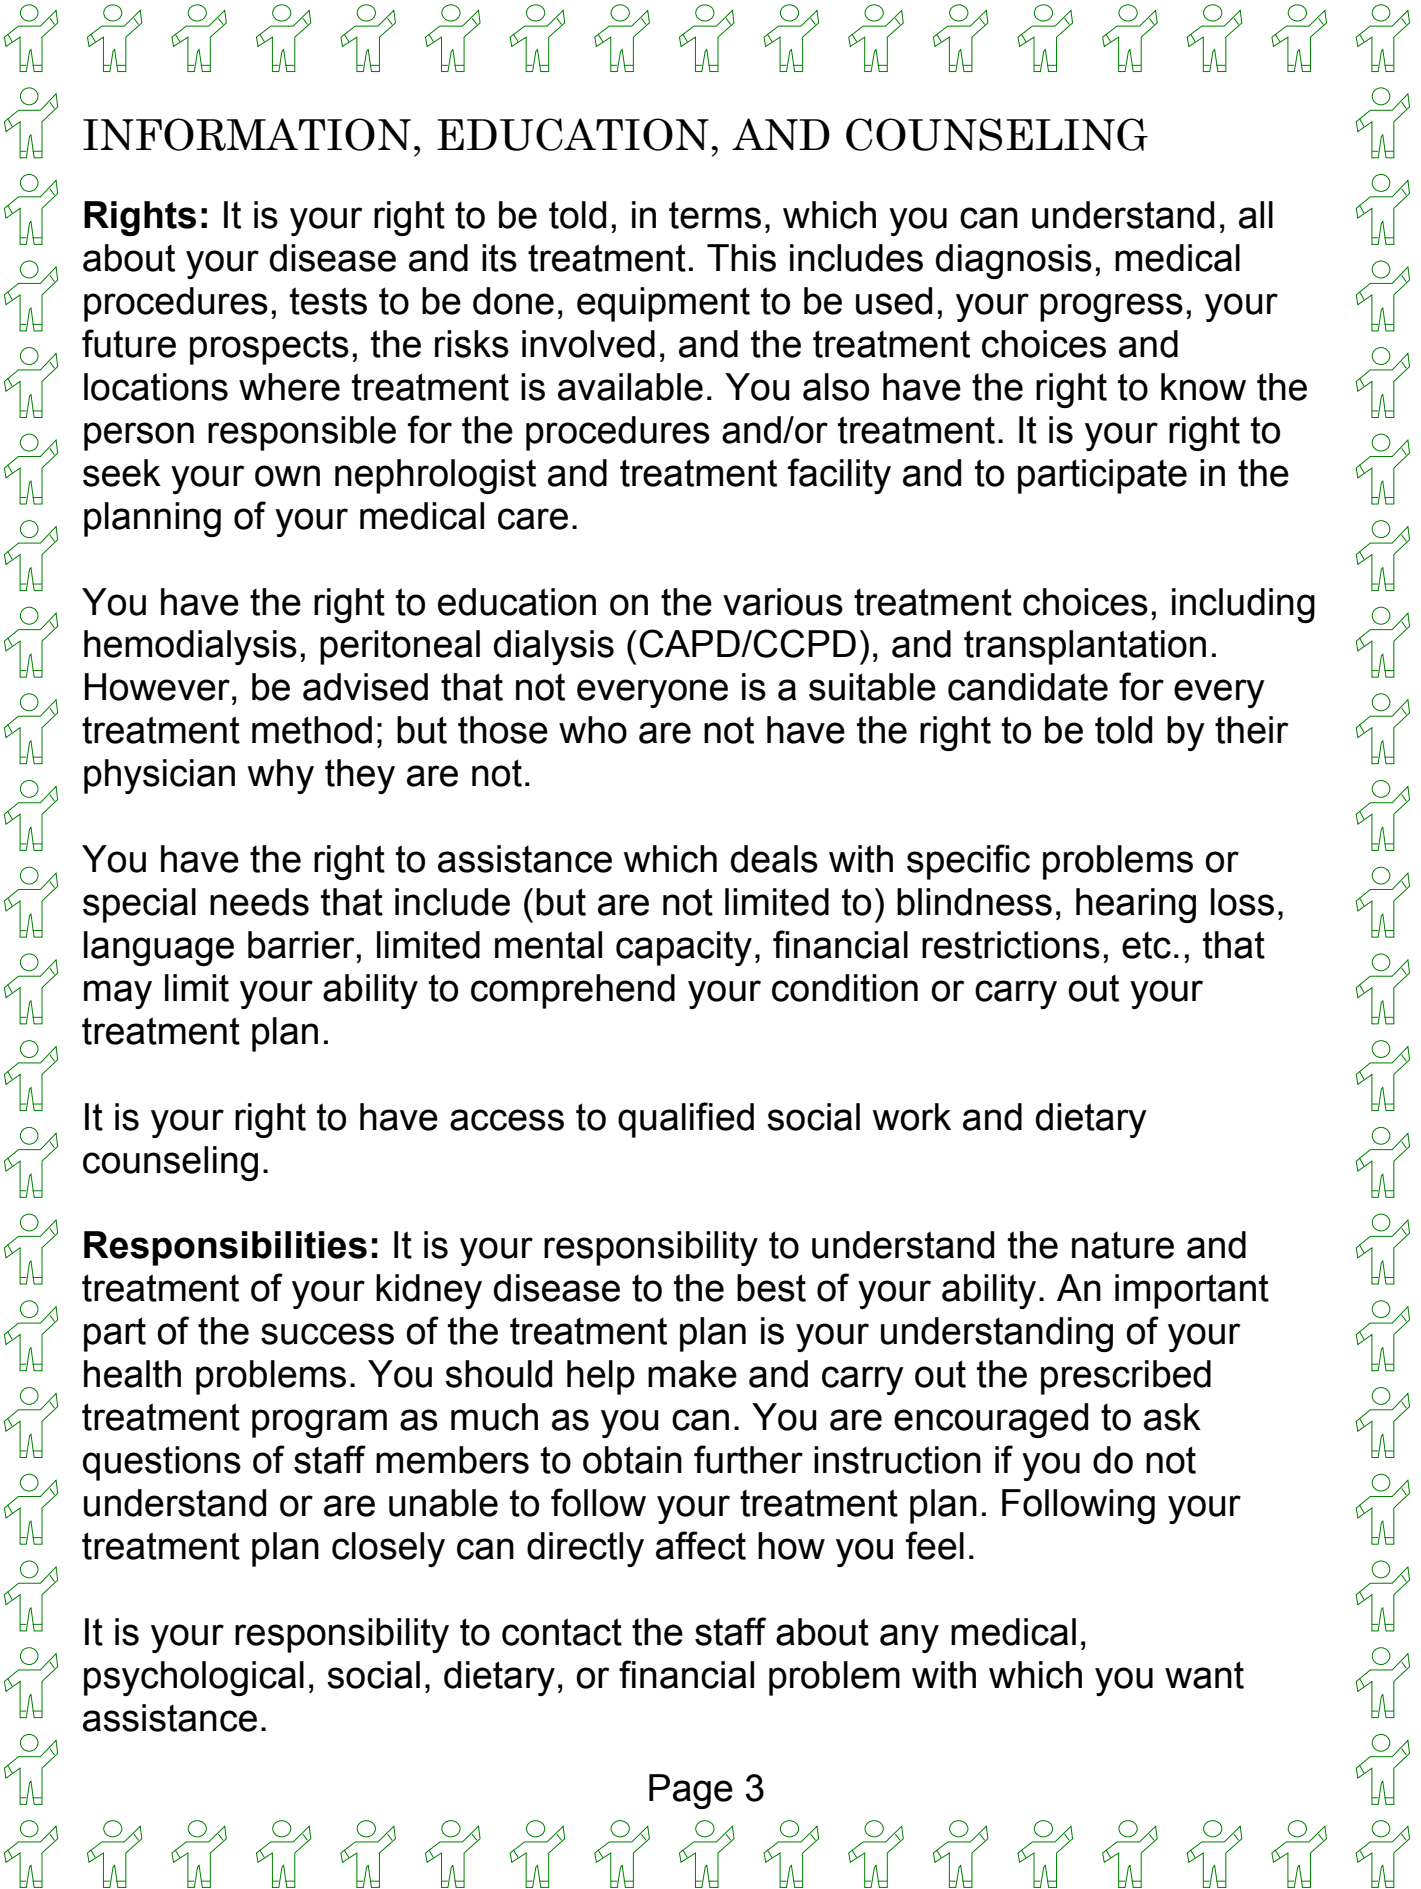 INFORMATION, EDUCATION, AND COUNSELING
Rights: It is your right to be told, in terms, which you can understand, all
about your disease and its treatment. This includes diagnosis, medical
procedures, tests to be done, equipment to be used, your progress, your
future prospects, the risks involved, and the treatment choices and
locations where treatment is available. You also have the right to know the
person responsible for the procedures and/or treatment. It is your right to
seek your own nephrologist and treatment facility and to participate in the
planning of your medical care.
You have the right to education on the various treatment choices, including
hemodialysis, peritoneal dialysis (CAPD/CCPD), and transplantation.
However, be advised that not everyone is a suitable candidate for every
treatment method; but those who are not have the right to be told by their
physician why they are not.
You have the right to assistance which deals with specific problems or
special needs that include (but are not limited to) blindness, hearing loss,
language barrier, limited mental capacity, financial restrictions, etc., that
may limit your ability to comprehend your condition or carry out your
treatment plan.
It is your right to have access to qualified social work and dietary
counseling.
Responsibilities: It is your responsibility to understand the nature and
treatment of your kidney disease to the best of your ability. An important
part of the success of the treatment plan is your understanding of your
health problems. You should help make and carry out the prescribed
treatment program as much as you can. You are encouraged to ask
questions of staff members to obtain further instruction if you do not
understand or are unable to follow your treatment plan. Following your
treatment plan closely can directly affect how you feel.
It is your responsibility to contact the staff about any medical,
psychological, social, dietary, or financial problem with which you want
assistance.
Page 3